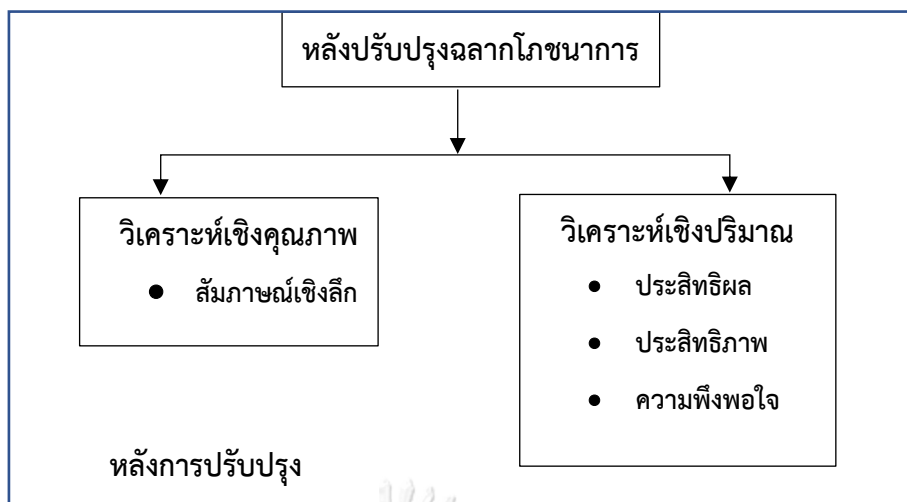 หลังปรับปรุงฉลากโภชนาการ
วิเคราะห์เชิงคุณภาพ
● สัมภาษณ์เชิงลึก
วิเคราะห์เชิงปริมาณ
● ประสิทธิผล
● ประสิทธิภาพ
● ความพึงพอใจ
หลังการปรับปรุง